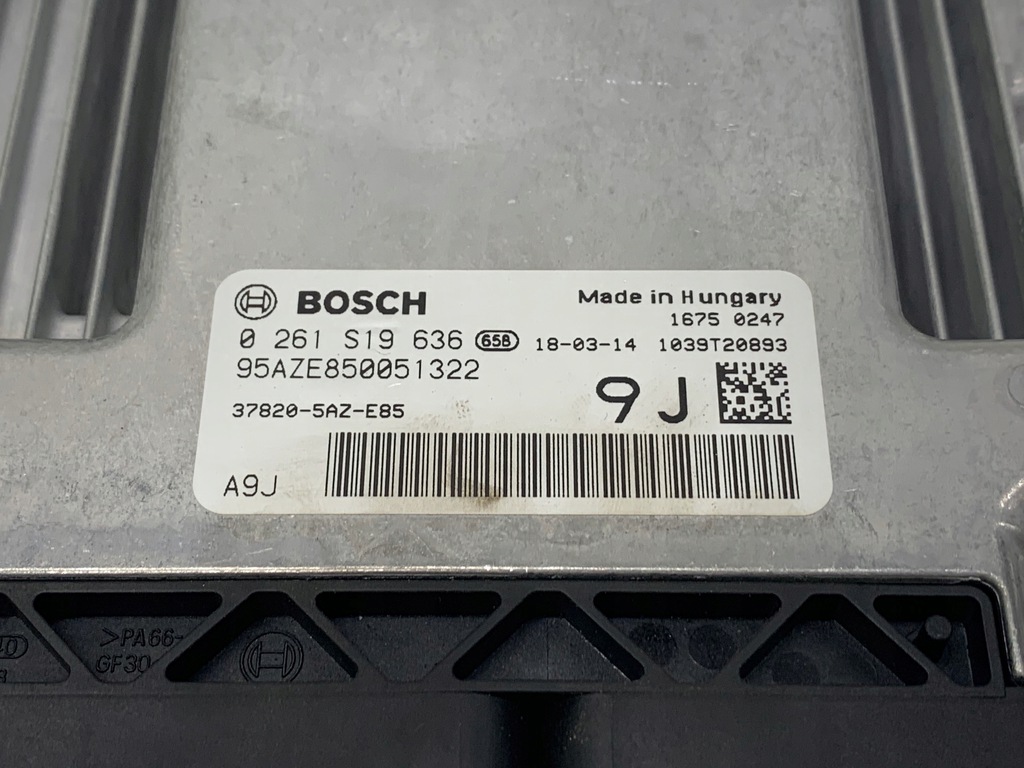 BOSCH
Made in Hungary
1675 0247
0 261 S19 636 658 18-03-14 1039T20893
95AZE850051322
9J
37820-5AZ-E85
A9J
>PA66-
GF30